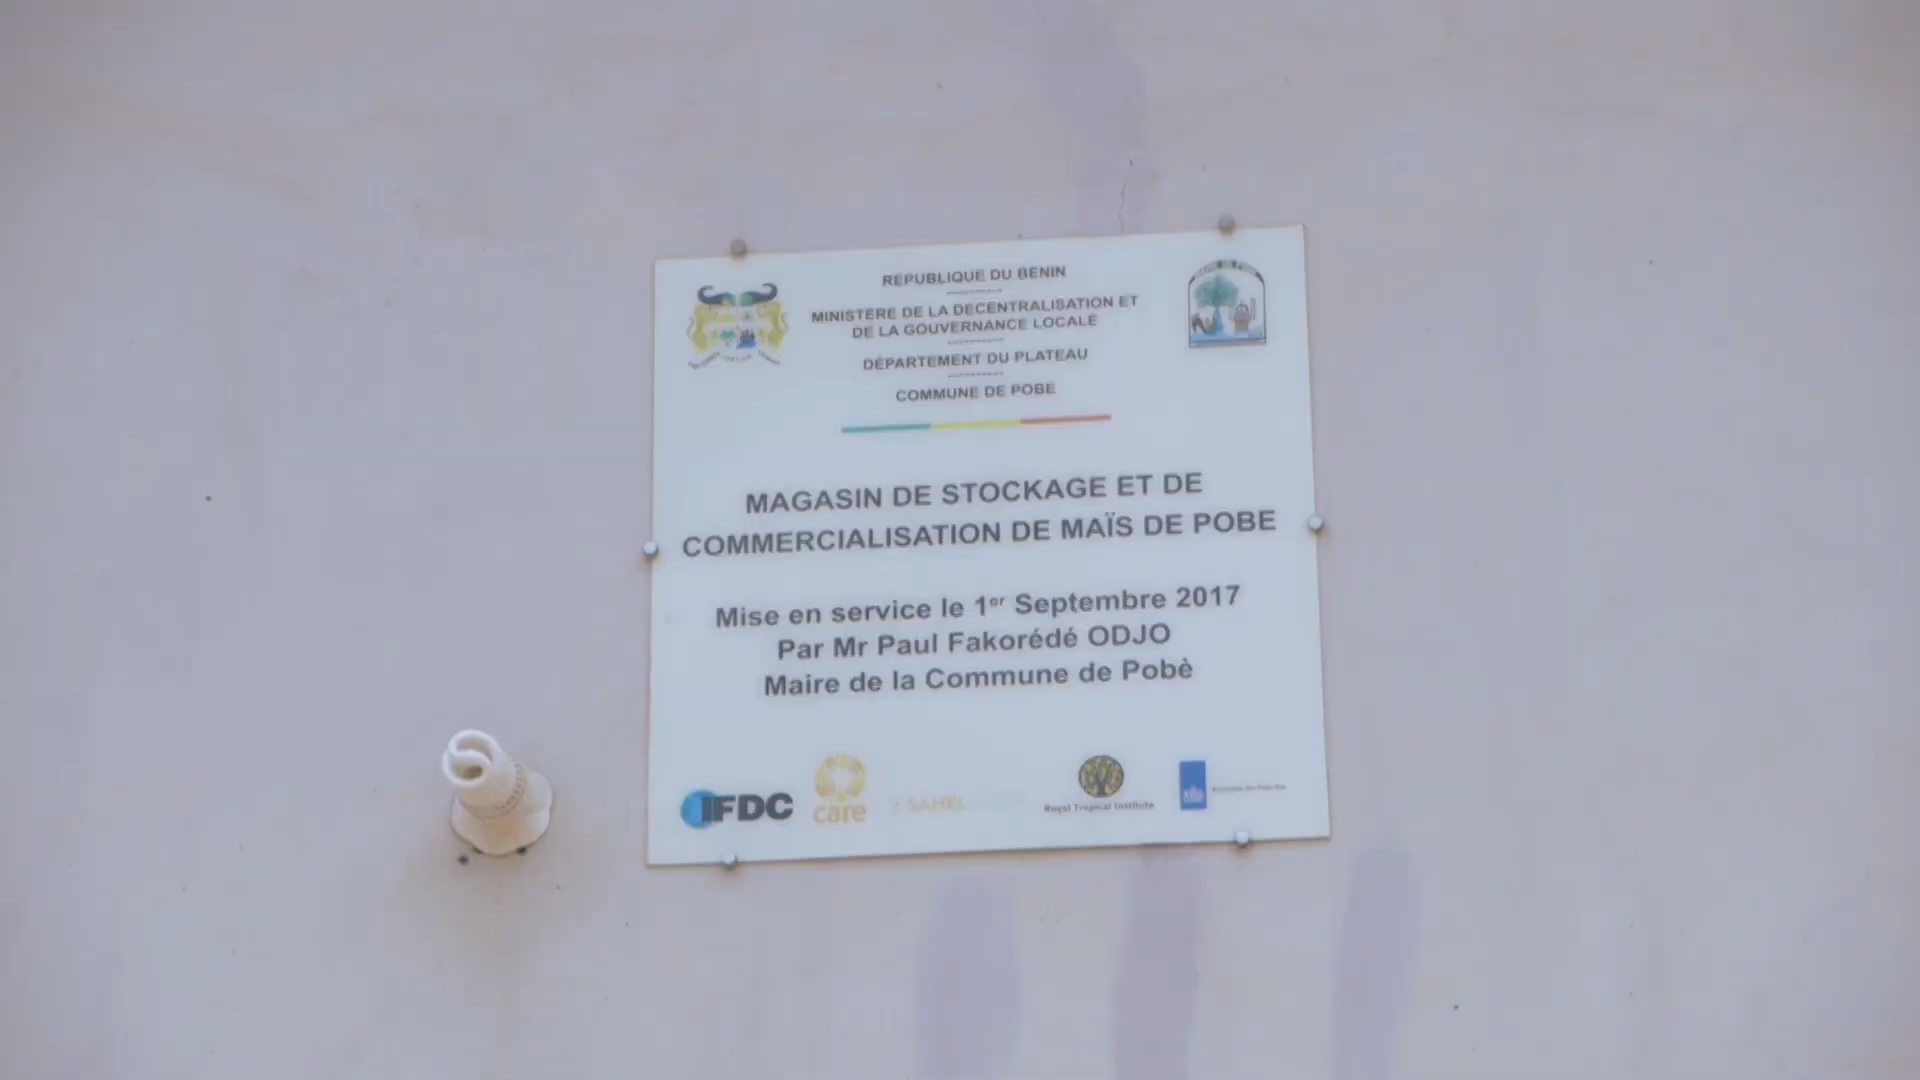 REPUBLIQUE DU BENIN
MINISTERE DE LA DECENTRALISATION ET
DE LA GOUVERNANCE LOCALE
DÉPARTEMENT DU PLATEAU
COMMUNE DE POBE
MAGASIN DE STOCKAGE ET DE
COMMERCIALISATION DE MAÏS DE POBE
Mise en service le 1er Septembre 2017
Par Mr Paul Fakorédé ODJO
Maire de la Commune de Pobè
IFDC
care
SAHEL
Royal Tropical Institute